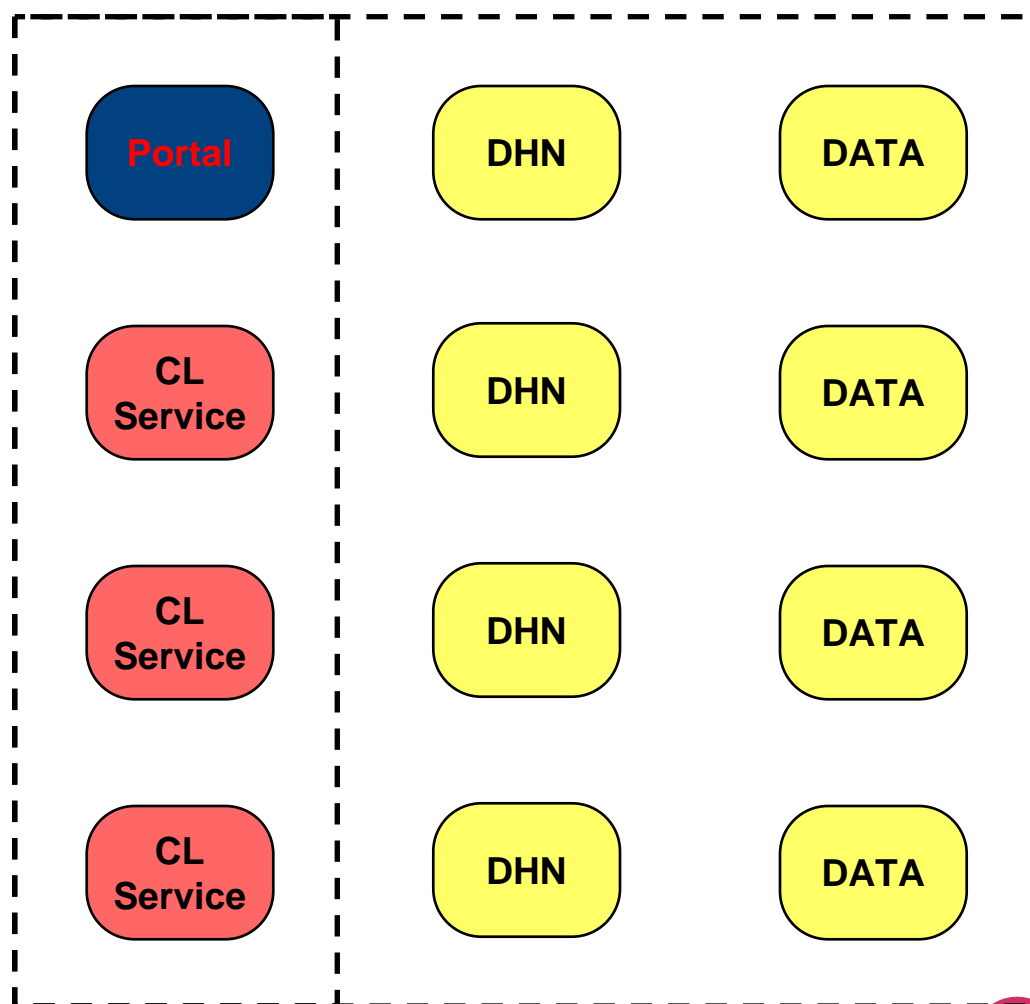 Portal
DHN
DATA
CL
Service
DHN
DATA
CL
Service
DHN
DATA
CL
Service
DHN
DATA